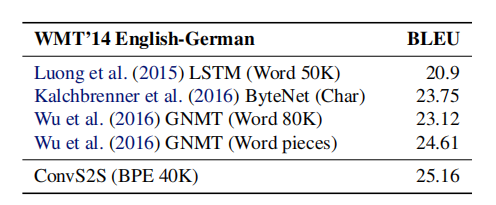 WMT'14 English-German BLEU
Luong et al. (2015) LSTM (Word 50K) 20.9
Kalchbrenner et al. (2016) ByteNet (Char) 23.75
Wu et al. (2016) GNMT (Word 80K) 23.12
Wu et al. (2016) GNMT (Word pieces) 24.61
ConvS2S (BPE 40K) 25.16